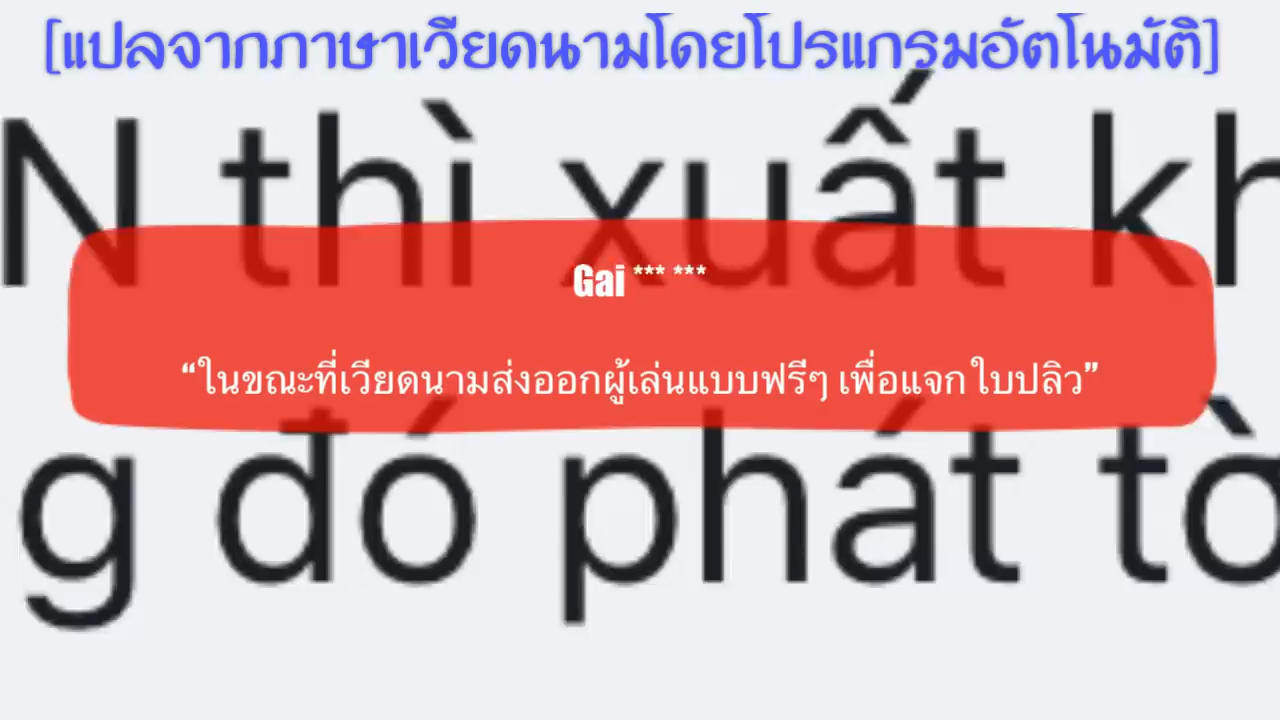 [แปลจากภาษาเวียดนามโดยโปรแกรมอัตโนมัติ]
N thì xuất kh
Gai *** ***
“ในขณะที่เวียดนามส่งออกผู้เล่นแบบฟรีๆ เพื่อแจก ใบปลิว”
g đó phát tờ